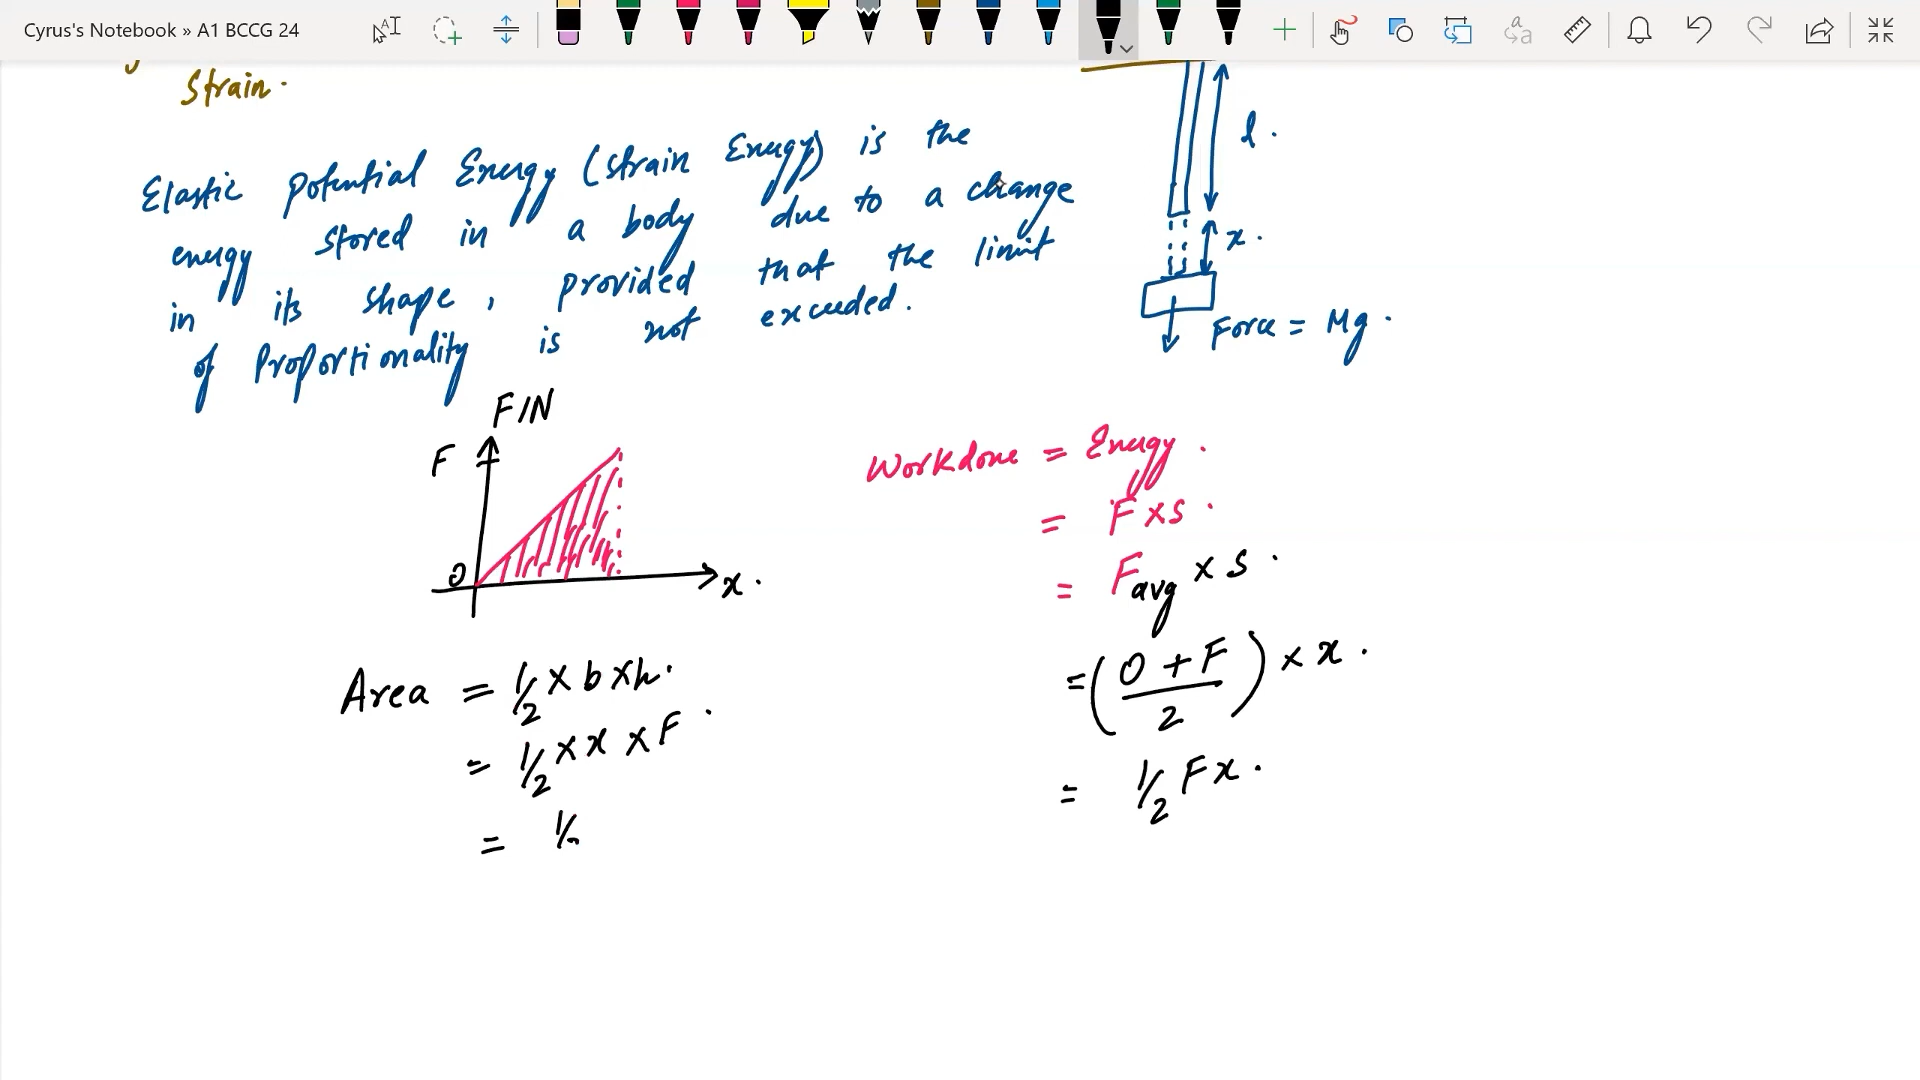 Cyrus's Notebook » A1 BCCG 24
Strain.
Elastic Potential Energy (Strain Energy) is the
energy stored in a body due to a change
in its shape, provided that the limit
of Proportionality is not exceeded.
l.
x.
Force = Mg.
F/N
F
0
x.
Area = 1/2 × b × h.
= 1/2 × x × F.
= 1/2
Workdone = Energy.
= F × s.
= Favg × s.
= (0 + F / 2) × x.
= 1/2 Fx.